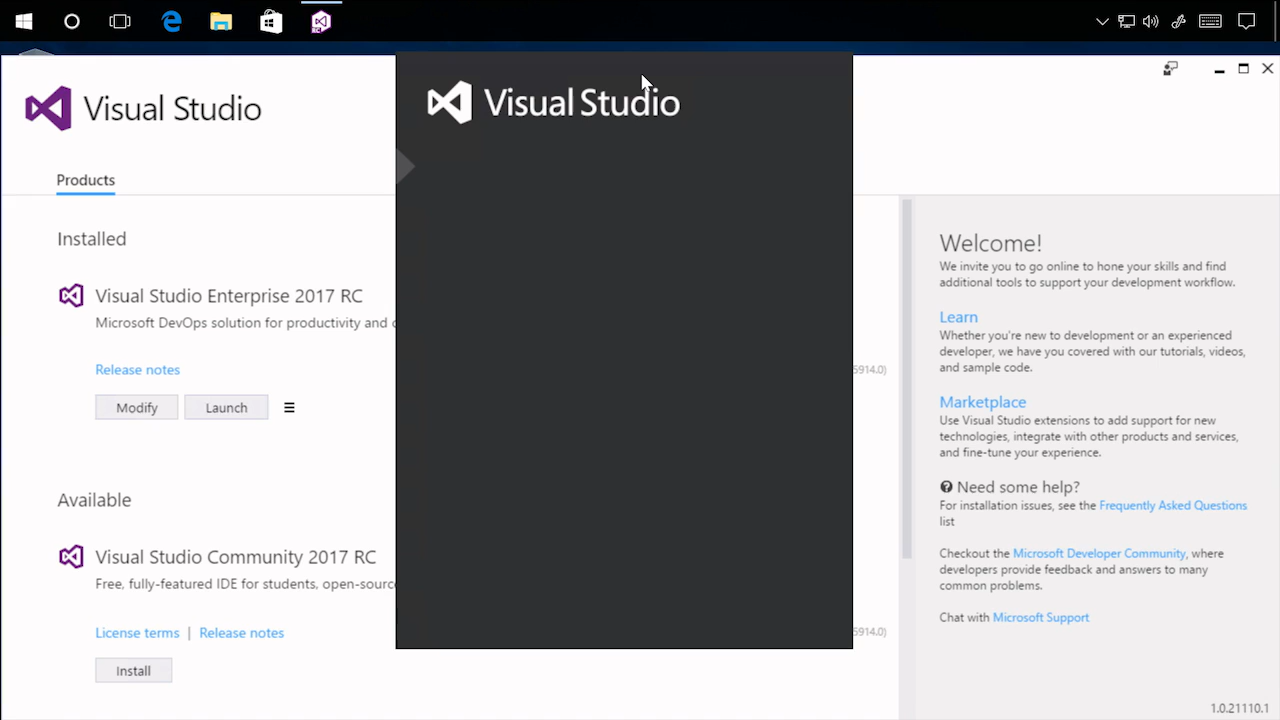 Visual Studio
Visual Studio
Products
Installed
Visual Studio Enterprise 2017 RC
Microsoft DevOps solution for productivity and
Release notes
5914.0)
Modify
Launch
Available
Visual Studio Community 2017 RC
Free, fully-featured IDE for students, open-sourc
License terms | Release notes
5914.0)
Install
Welcome!
We invite you to go online to hone your skills and find
additional tools to support your development workflow.
Learn
Whether you're new to development or an experienced
developer, we have you covered with our tutorials, videos,
and sample code.
Marketplace
Use Visual Studio extensions to add support for new
technologies, integrate with other products and services,
and fine-tune your experience.
Need some help?
For installation issues, see the Frequently Asked Questions
list
Checkout the Microsoft Developer Community, where
developers provide feedback and answers to many
common problems.
Chat with Microsoft Support
1.0.21110.1